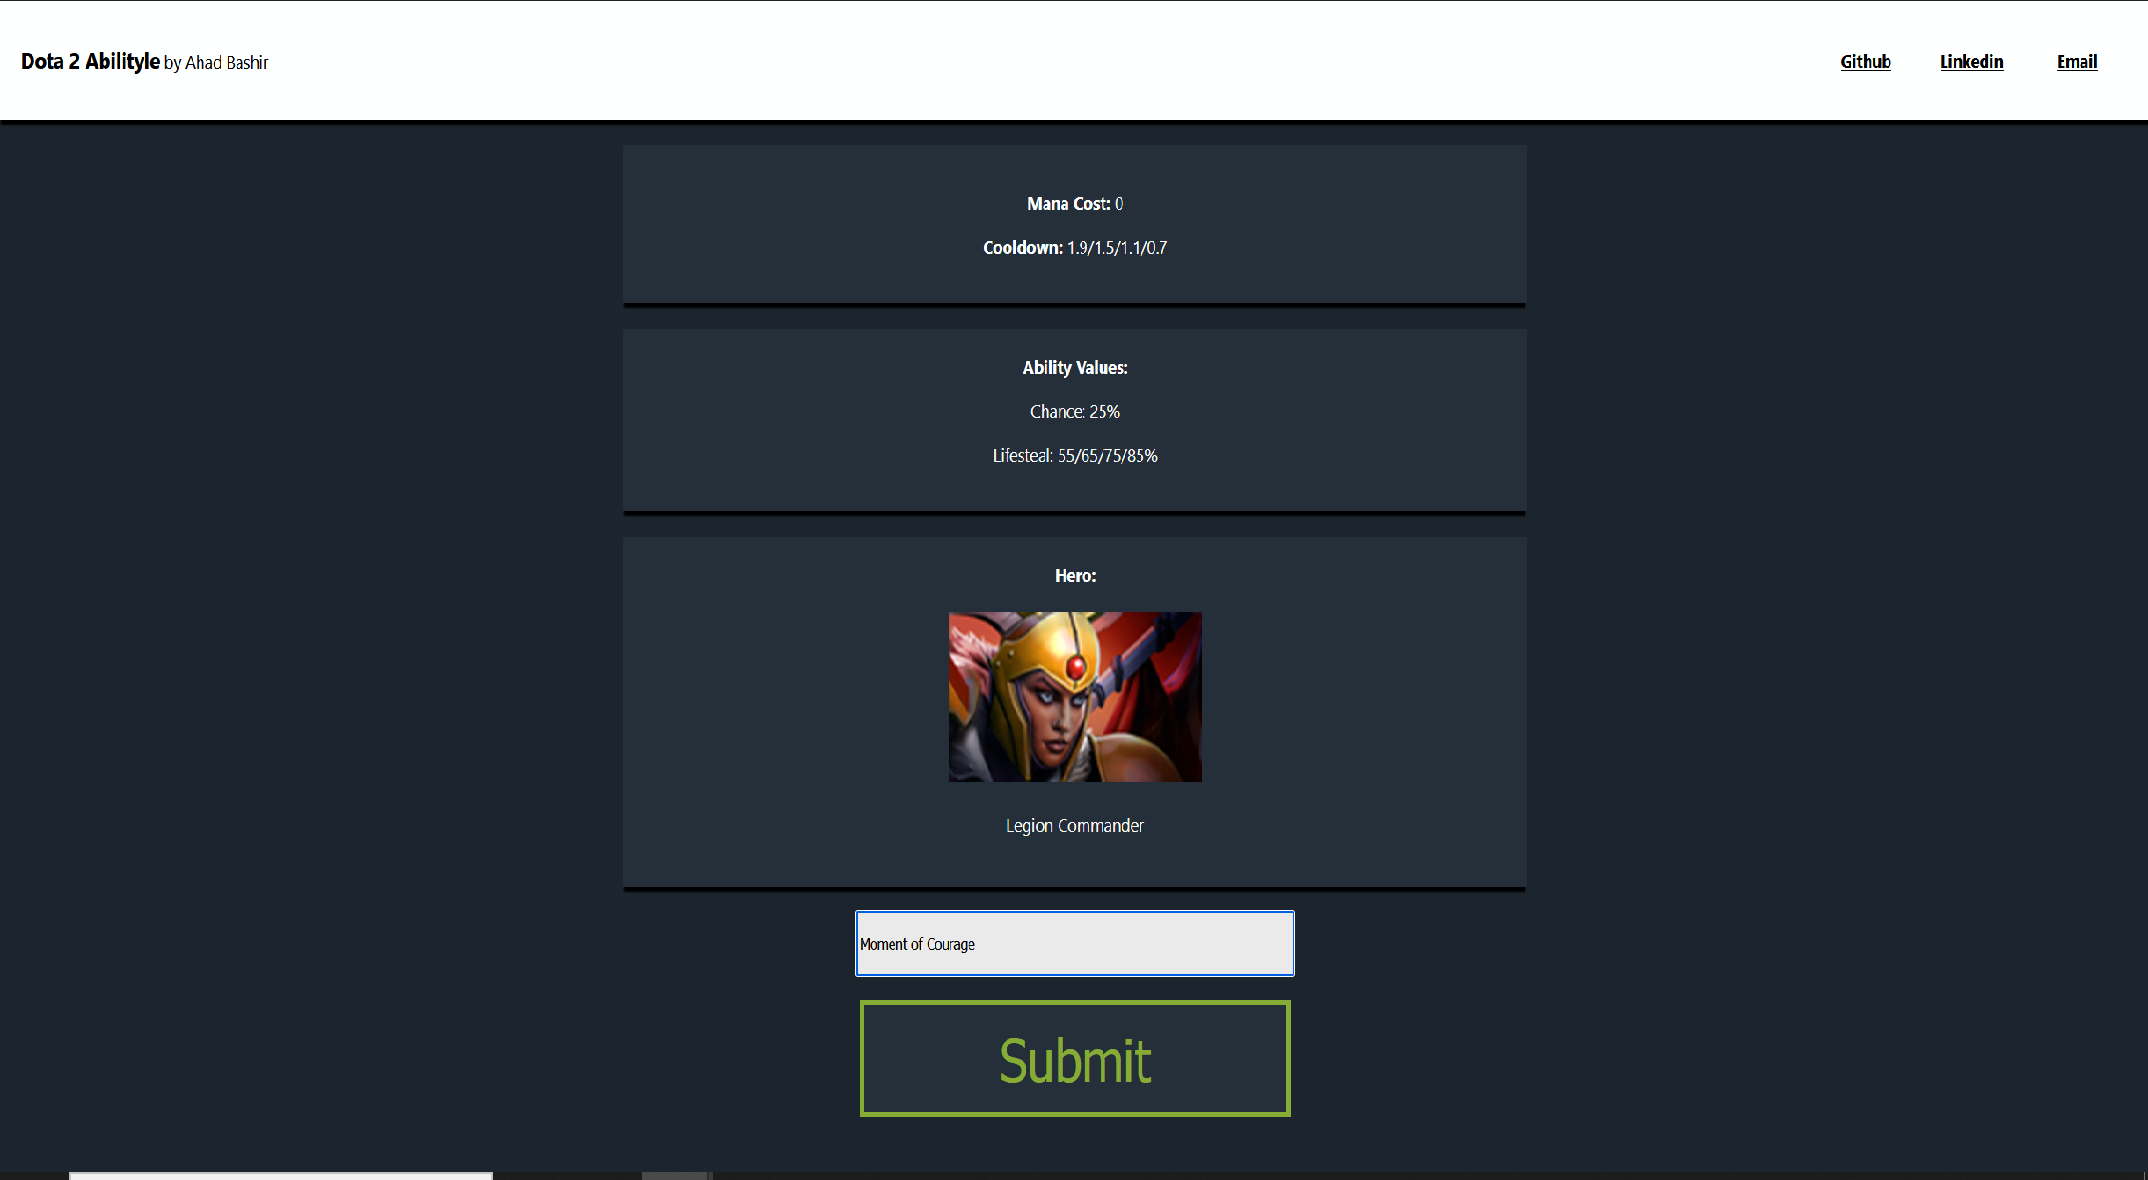 Dota 2 Abilityle by Ahad Bashir
Github Linkedin Email
Mana Cost: 0
Cooldown: 1.9/1.5/1.1/0.7
Ability Values:
Chance: 25%
Lifesteal: 55/65/75/85%
Hero:
Legion Commander
Moment of Courage
Submit